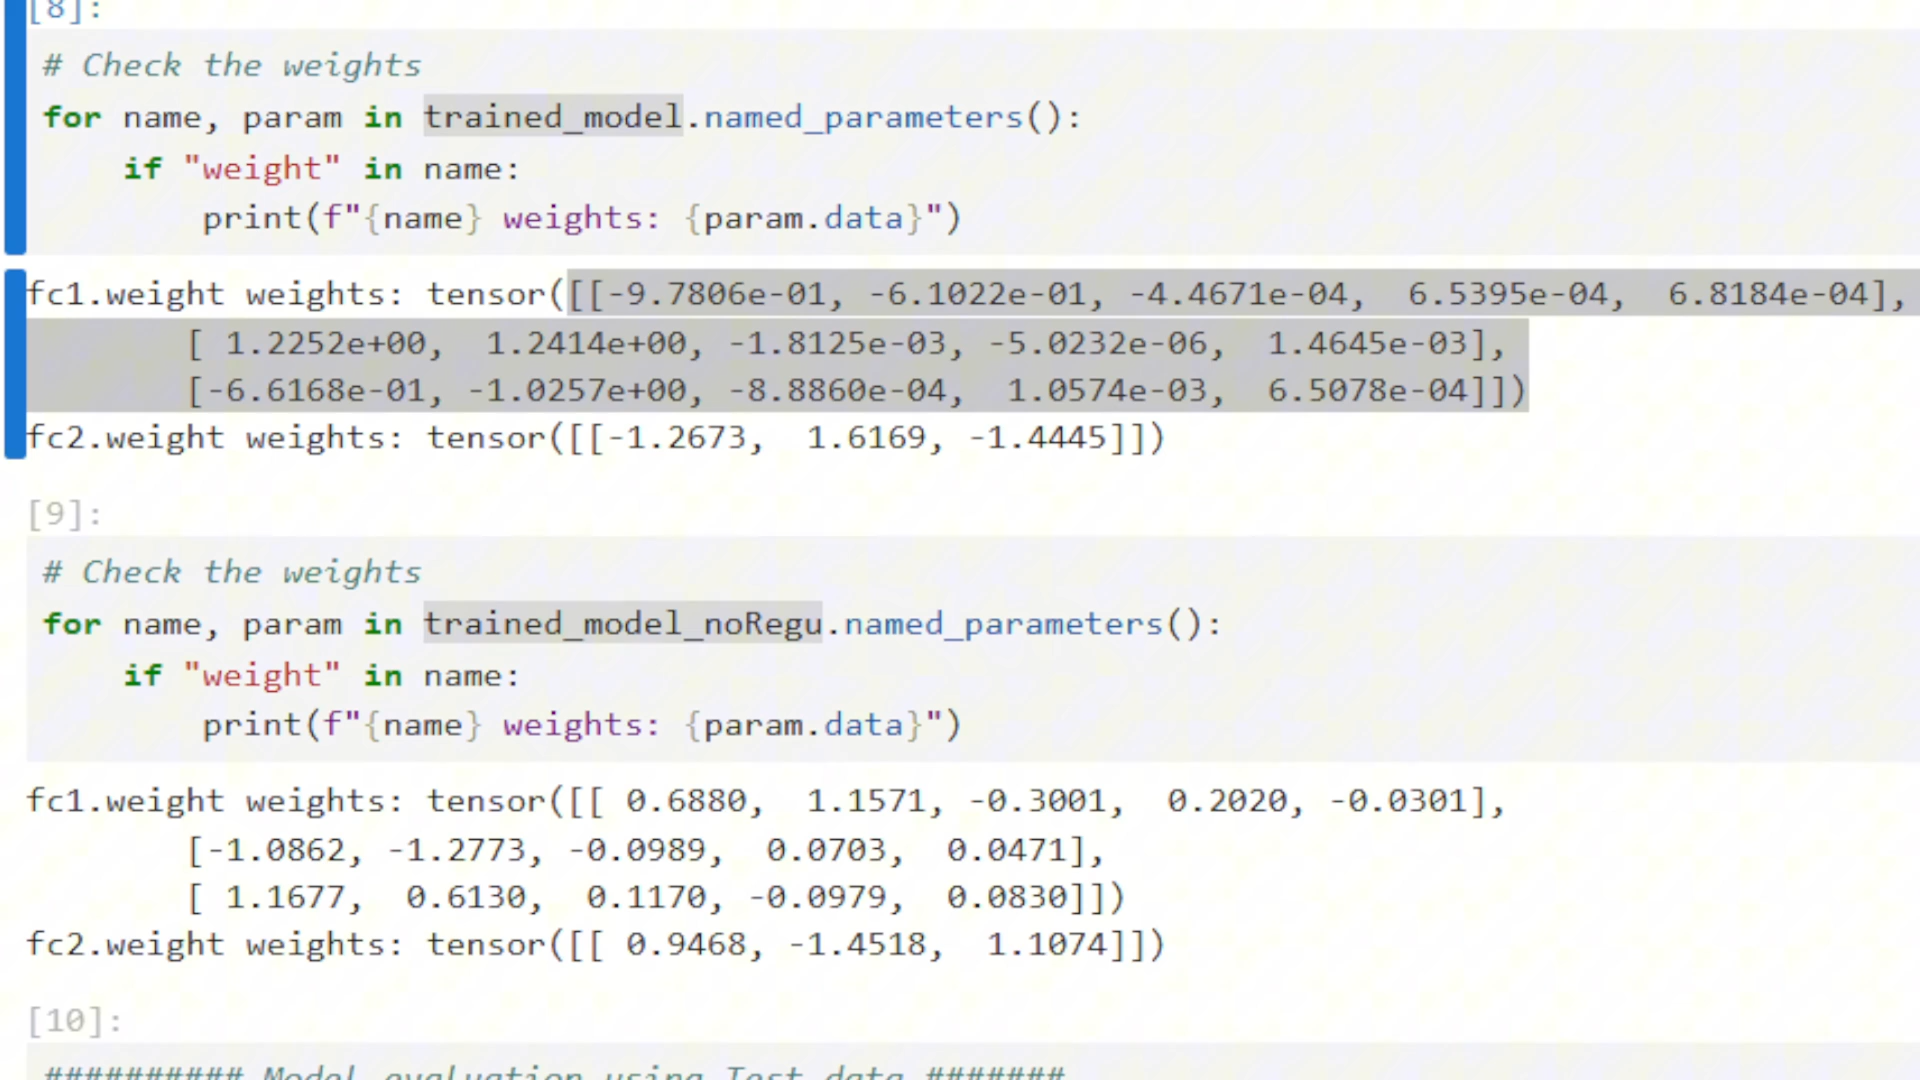 [8]:
# Check the weights
for name, param in trained_model.named_parameters():
    if "weight" in name:
        print(f"{name} weights: {param.data}")
fc1.weight weights: tensor([[-9.7806e-01, -6.1022e-01, -4.4671e-04,  6.5395e-04,  6.8184e-04],
        [ 1.2252e+00,  1.2414e+00, -1.8125e-03, -5.0232e-06,  1.4645e-03],
        [-6.6168e-01, -1.0257e+00, -8.8860e-04,  1.0574e-03,  6.5078e-04]])
fc2.weight weights: tensor([[-1.2673,  1.6169, -1.4445]])
[9]:
# Check the weights
for name, param in trained_model_noRegu.named_parameters():
    if "weight" in name:
        print(f"{name} weights: {param.data}")
fc1.weight weights: tensor([[ 0.6880,  1.1571, -0.3001,  0.2020, -0.0301],
        [-1.0862, -1.2773, -0.0989,  0.0703,  0.0471],
        [ 1.1677,  0.6130,  0.1170, -0.0979,  0.0830]])
fc2.weight weights: tensor([[ 0.9468, -1.4518,  1.1074]])
[10]:
########## Model evaluation using Test data #######